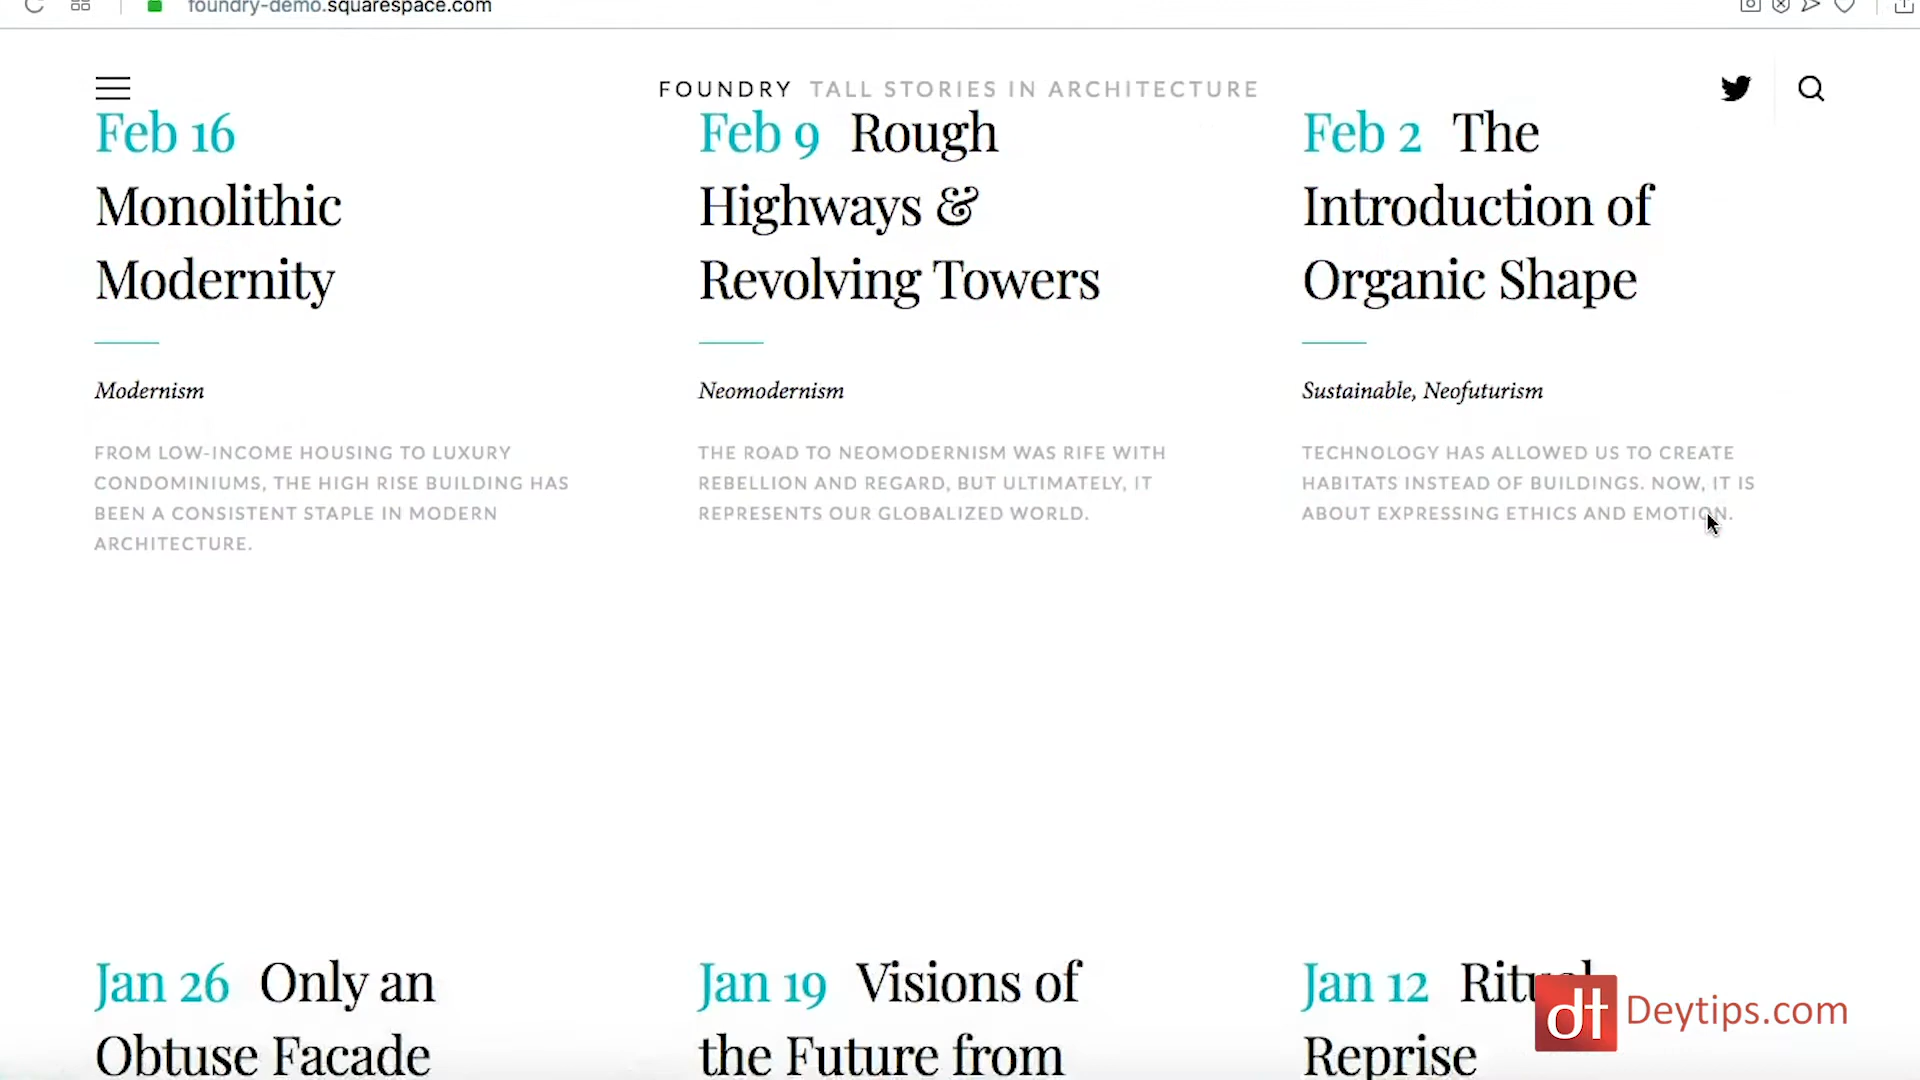 foundry-demo.squarespace.com
FOUNDRY TALL STORIES IN ARCHITECTURE
Feb 16
Monolithic
Modernity
Modernism
FROM LOW-INCOME HOUSING TO LUXURY
CONDOMINIUMS, THE HIGH RISE BUILDING HAS
BEEN A CONSISTENT STAPLE IN MODERN
ARCHITECTURE.
Feb 9 Rough
Highways &
Revolving Towers
Neomodernism
THE ROAD TO NEOMODERNISM WAS RIFE WITH
REBELLION AND REGARD, BUT ULTIMATELY, IT
REPRESENTS OUR GLOBALIZED WORLD.
Feb 2 The
Introduction of
Organic Shape
Sustainable, Neofuturism
TECHNOLOGY HAS ALLOWED US TO CREATE
HABITATS INSTEAD OF BUILDINGS. NOW, IT IS
ABOUT EXPRESSING ETHICS AND EMOTION.
Jan 26 Only an
Obtuse Facade
Jan 19 Visions of
the Future from
Jan 12 Ritual
Reprise
dt Deytips.com